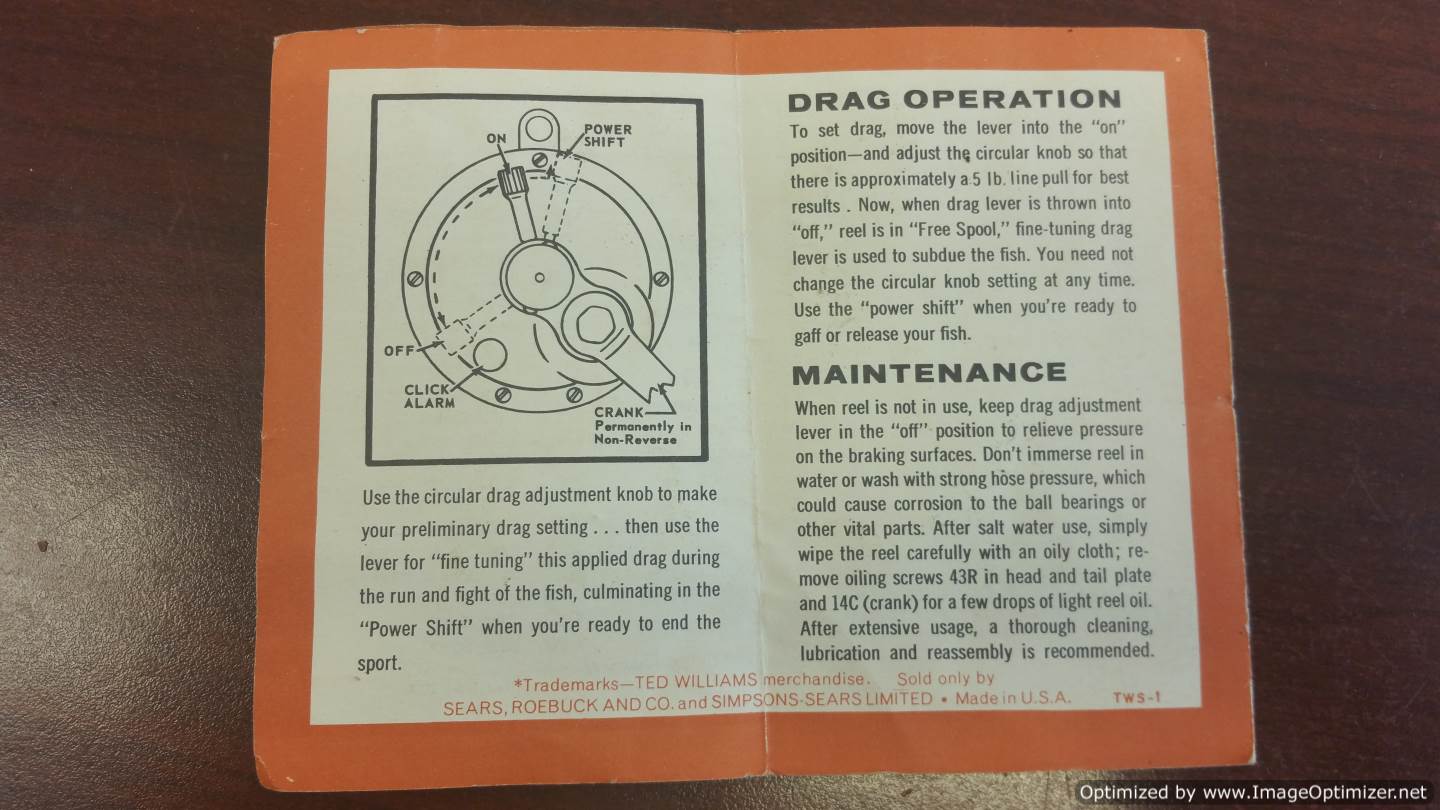 ON
POWER
SHIFT
OFF
CLICK
ALARM
CRANK
Permanently in
Non-Reverse
Use the circular drag adjustment knob to make
your preliminary drag setting . . . then use the
lever for “fine tuning” this applied drag during
the run and fight of the fish, culminating in the
“Power Shift” when you’re ready to end the
sport.
DRAG OPERATION
To set drag, move the lever into the “on”
position—and adjust the circular knob so that
there is approximately a 5 lb. line pull for best
results . Now, when drag lever is thrown into
“off,” reel is in “Free Spool,” fine-tuning drag
lever is used to subdue the fish. You need not
change the circular knob setting at any time.
Use the “power shift” when you’re ready to
gaff or release your fish.
MAINTENANCE
When reel is not in use, keep drag adjustment
lever in the “off” position to relieve pressure
on the braking surfaces. Don’t immerse reel in
water or wash with strong hose pressure, which
could cause corrosion to the ball bearings or
other vital parts. After salt water use, simply
wipe the reel carefully with an oily cloth; re-
move oiling screws 43R in head and tail plate
and 14C (crank) for a few drops of light reel oil.
After extensive usage, a thorough cleaning,
lubrication and reassembly is recommended.
*Trademarks—TED WILLIAMS merchandise. Sold only by
SEARS, ROEBUCK AND CO. and SIMPSONS-SEARS LIMITED • Made in U.S.A. TWS-1
Optimized by www.ImageOptimizer.net